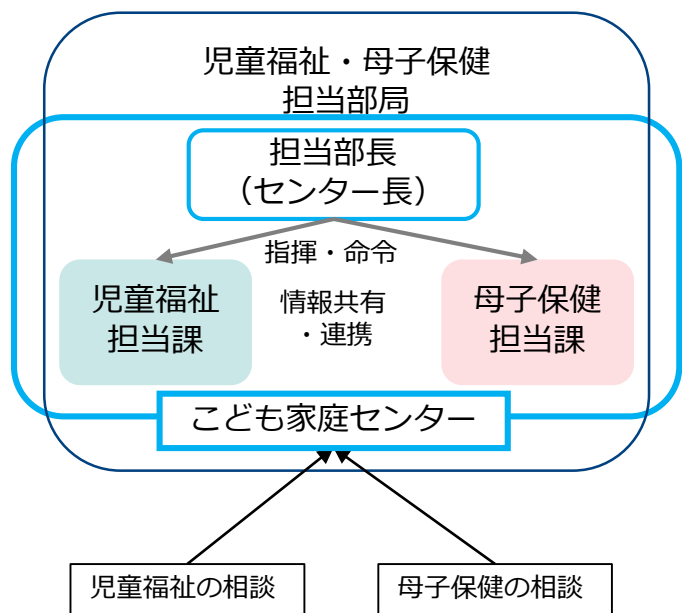 児童福祉・母子保健
担当部局
担当部長
（センター長）
指揮・命令
児童福祉
担当課
情報共有
・連携
母子保健
担当課
こども家庭センター
児童福祉の相談
母子保健の相談